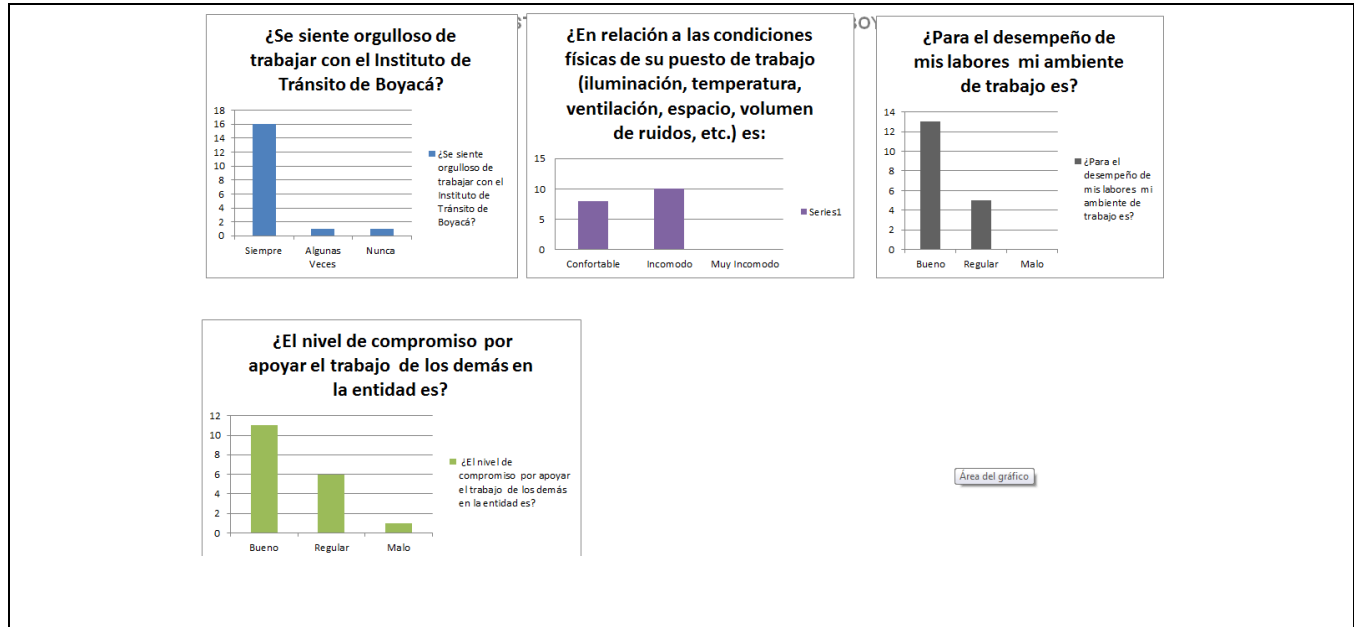 ¿Se siente orgulloso de
trabajar con el Instituto de
Tránsito de Boyacá?
18
16
14
12
10
8
6
4
2
0
Siempre
Algunas
Veces
Nunca
¿Se siente
orgulloso de
trabajar con el
Instituto de
Tránsito de
Boyacá?
¿En relación a las condiciones
físicas de su puesto de trabajo
(iluminación, temperatura,
ventilación, espacio, volumen
de ruidos, etc.) es:
15
10
5
0
Confortable
Incomodo
Muy Incomodo
Series1
¿Para el desempeño de
mis labores mi ambiente
de trabajo es?
14
12
10
8
6
4
2
0
Bueno
Regular
Malo
¿Para el
desempeño de
mis labores mi
ambiente de
trabajo es?
¿El nivel de compromiso por
apoyar el trabajo de los demás en
la entidad es?
12
10
8
6
4
2
0
Bueno
Regular
Malo
¿El nivel de
compromiso por apoyar
el trabajo de los demás
en la entidad es?
Área del gráfico